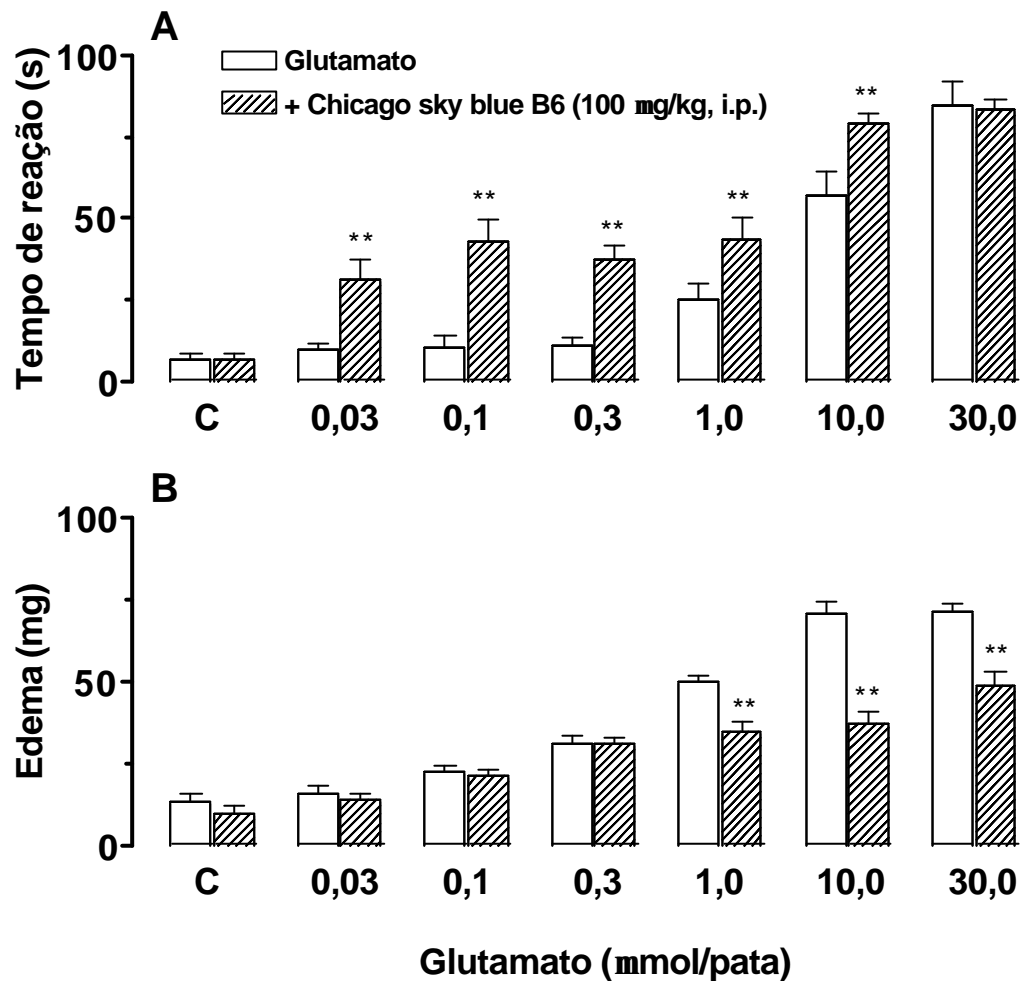 A
Glutamato
+ Chicago sky blue B6 (100 mg/kg, i.p.)
Tempo de reação (s)
100
50
0
** ** ** ** **
C 0,03 0,1 0,3 1,0 10,0 30,0
B
Edema (mg)
100
50
0
** ** **
C 0,03 0,1 0,3 1,0 10,0 30,0
Glutamato (mmol/pata)